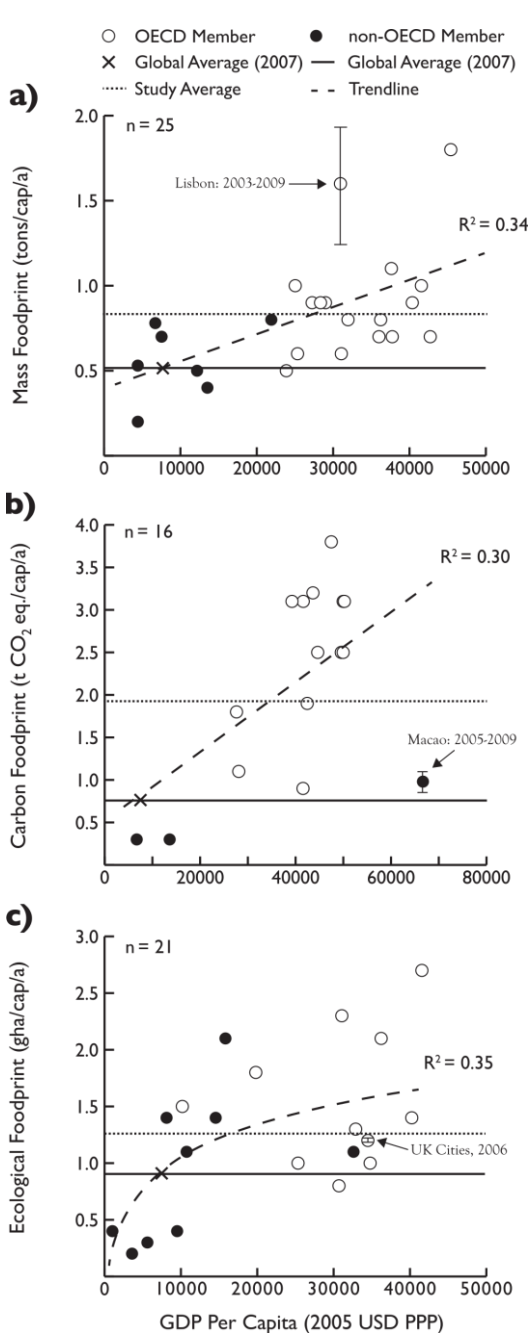 OECD Member
non-OECD Member
Global Average (2007)
Global Average (2007)
Study Average
Trendline
a)
n = 25
Lisbon: 2003-2009
R² = 0.34
Mass Foodprint (tons/cap/a)
2.0
1.5
1.0
0.5
0 10000 20000 30000 40000 50000
b)
n = 16
R² = 0.30
Macao: 2005-2009
Carbon Foodprint (t CO₂ eq./cap/a)
4.0
3.0
2.0
1.5
1.0
0.5
0 20000 40000 60000 80000
c)
n = 21
R² = 0.35
UK Cities, 2006
Ecological Foodprint (gha/cap/a)
3.0
2.5
2.0
1.5
1.0
0.5
0 10000 20000 30000 40000 50000
GDP Per Capita (2005 USD PPP)